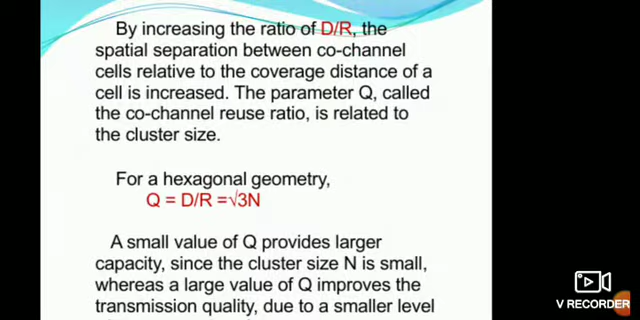 By increasing the ratio of D/R, the
spatial separation between co-channel
cells relative to the coverage distance of a
cell is increased. The parameter Q, called
the co-channel reuse ratio, is related to
the cluster size.
For a hexagonal geometry,
Q = D/R =√3N
A small value of Q provides larger
capacity, since the cluster size N is small,
whereas a large value of Q improves the
transmission quality, due to a smaller level
V RECORDER